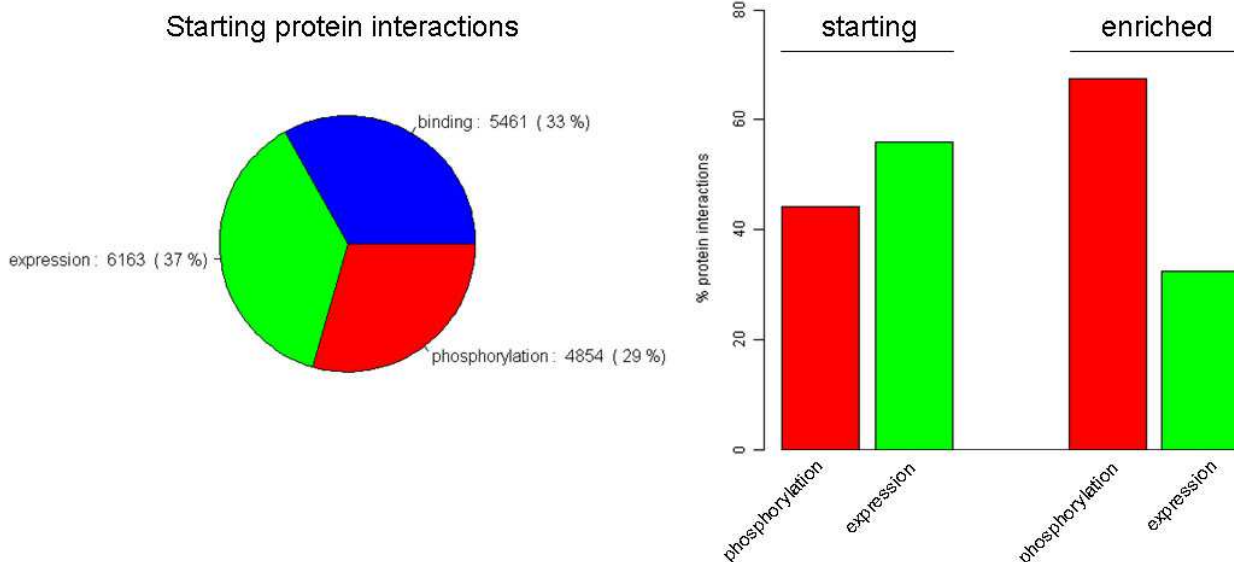 Starting protein interactions
binding : 5461 ( 33 %)
expression : 6163 ( 37 %)
phosphorylation : 4854 ( 29 %)
starting
enriched
% protein interactions
80
60
40
20
0
phosphorylation
expression
phosphorylation
expression